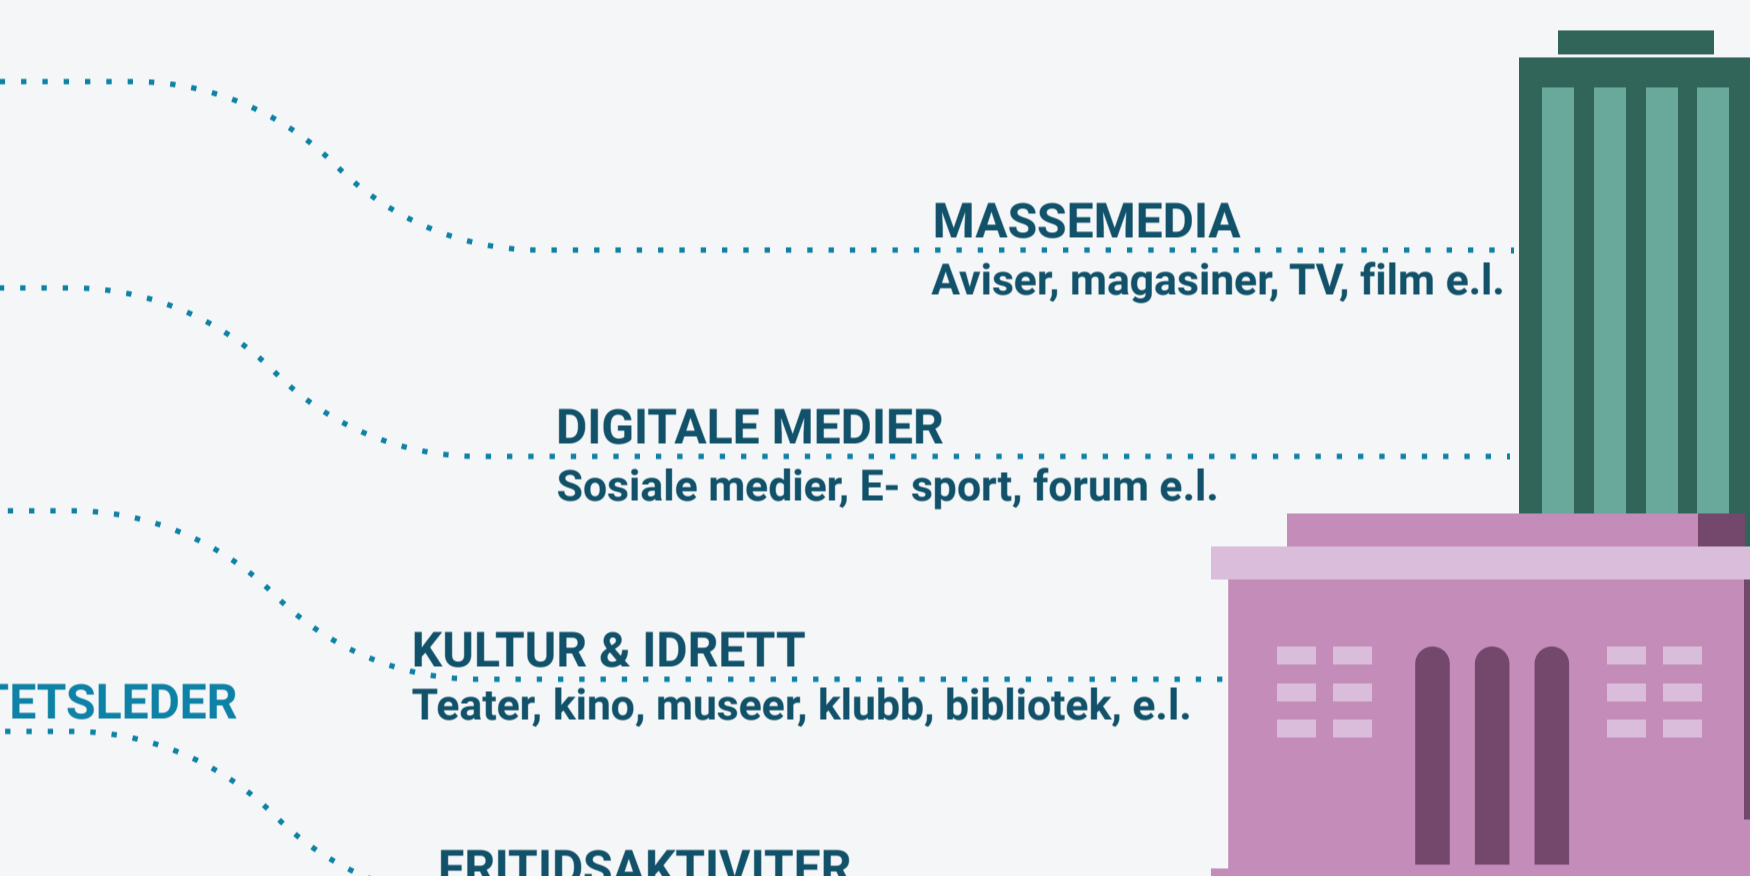 MASSEMEDIA
Aviser, magasiner, TV, film e.l.
DIGITALE MEDIER
Sosiale medier, E- sport, forum e.l.
KULTUR & IDRETT
Teater, kino, museer, klubb, bibliotek, e.l.
TETSLEDER
FRITIDSAKTIVITER